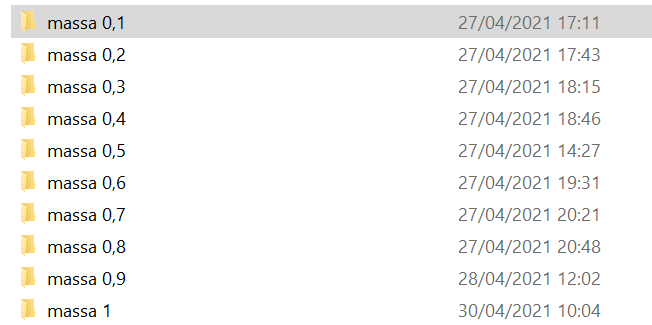 massa 0,1 27/04/2021 17:11
massa 0,2 27/04/2021 17:43
massa 0,3 27/04/2021 18:15
massa 0,4 27/04/2021 18:46
massa 0,5 27/04/2021 14:27
massa 0,6 27/04/2021 19:31
massa 0,7 27/04/2021 20:21
massa 0,8 27/04/2021 20:48
massa 0,9 28/04/2021 12:02
massa 1 30/04/2021 10:04